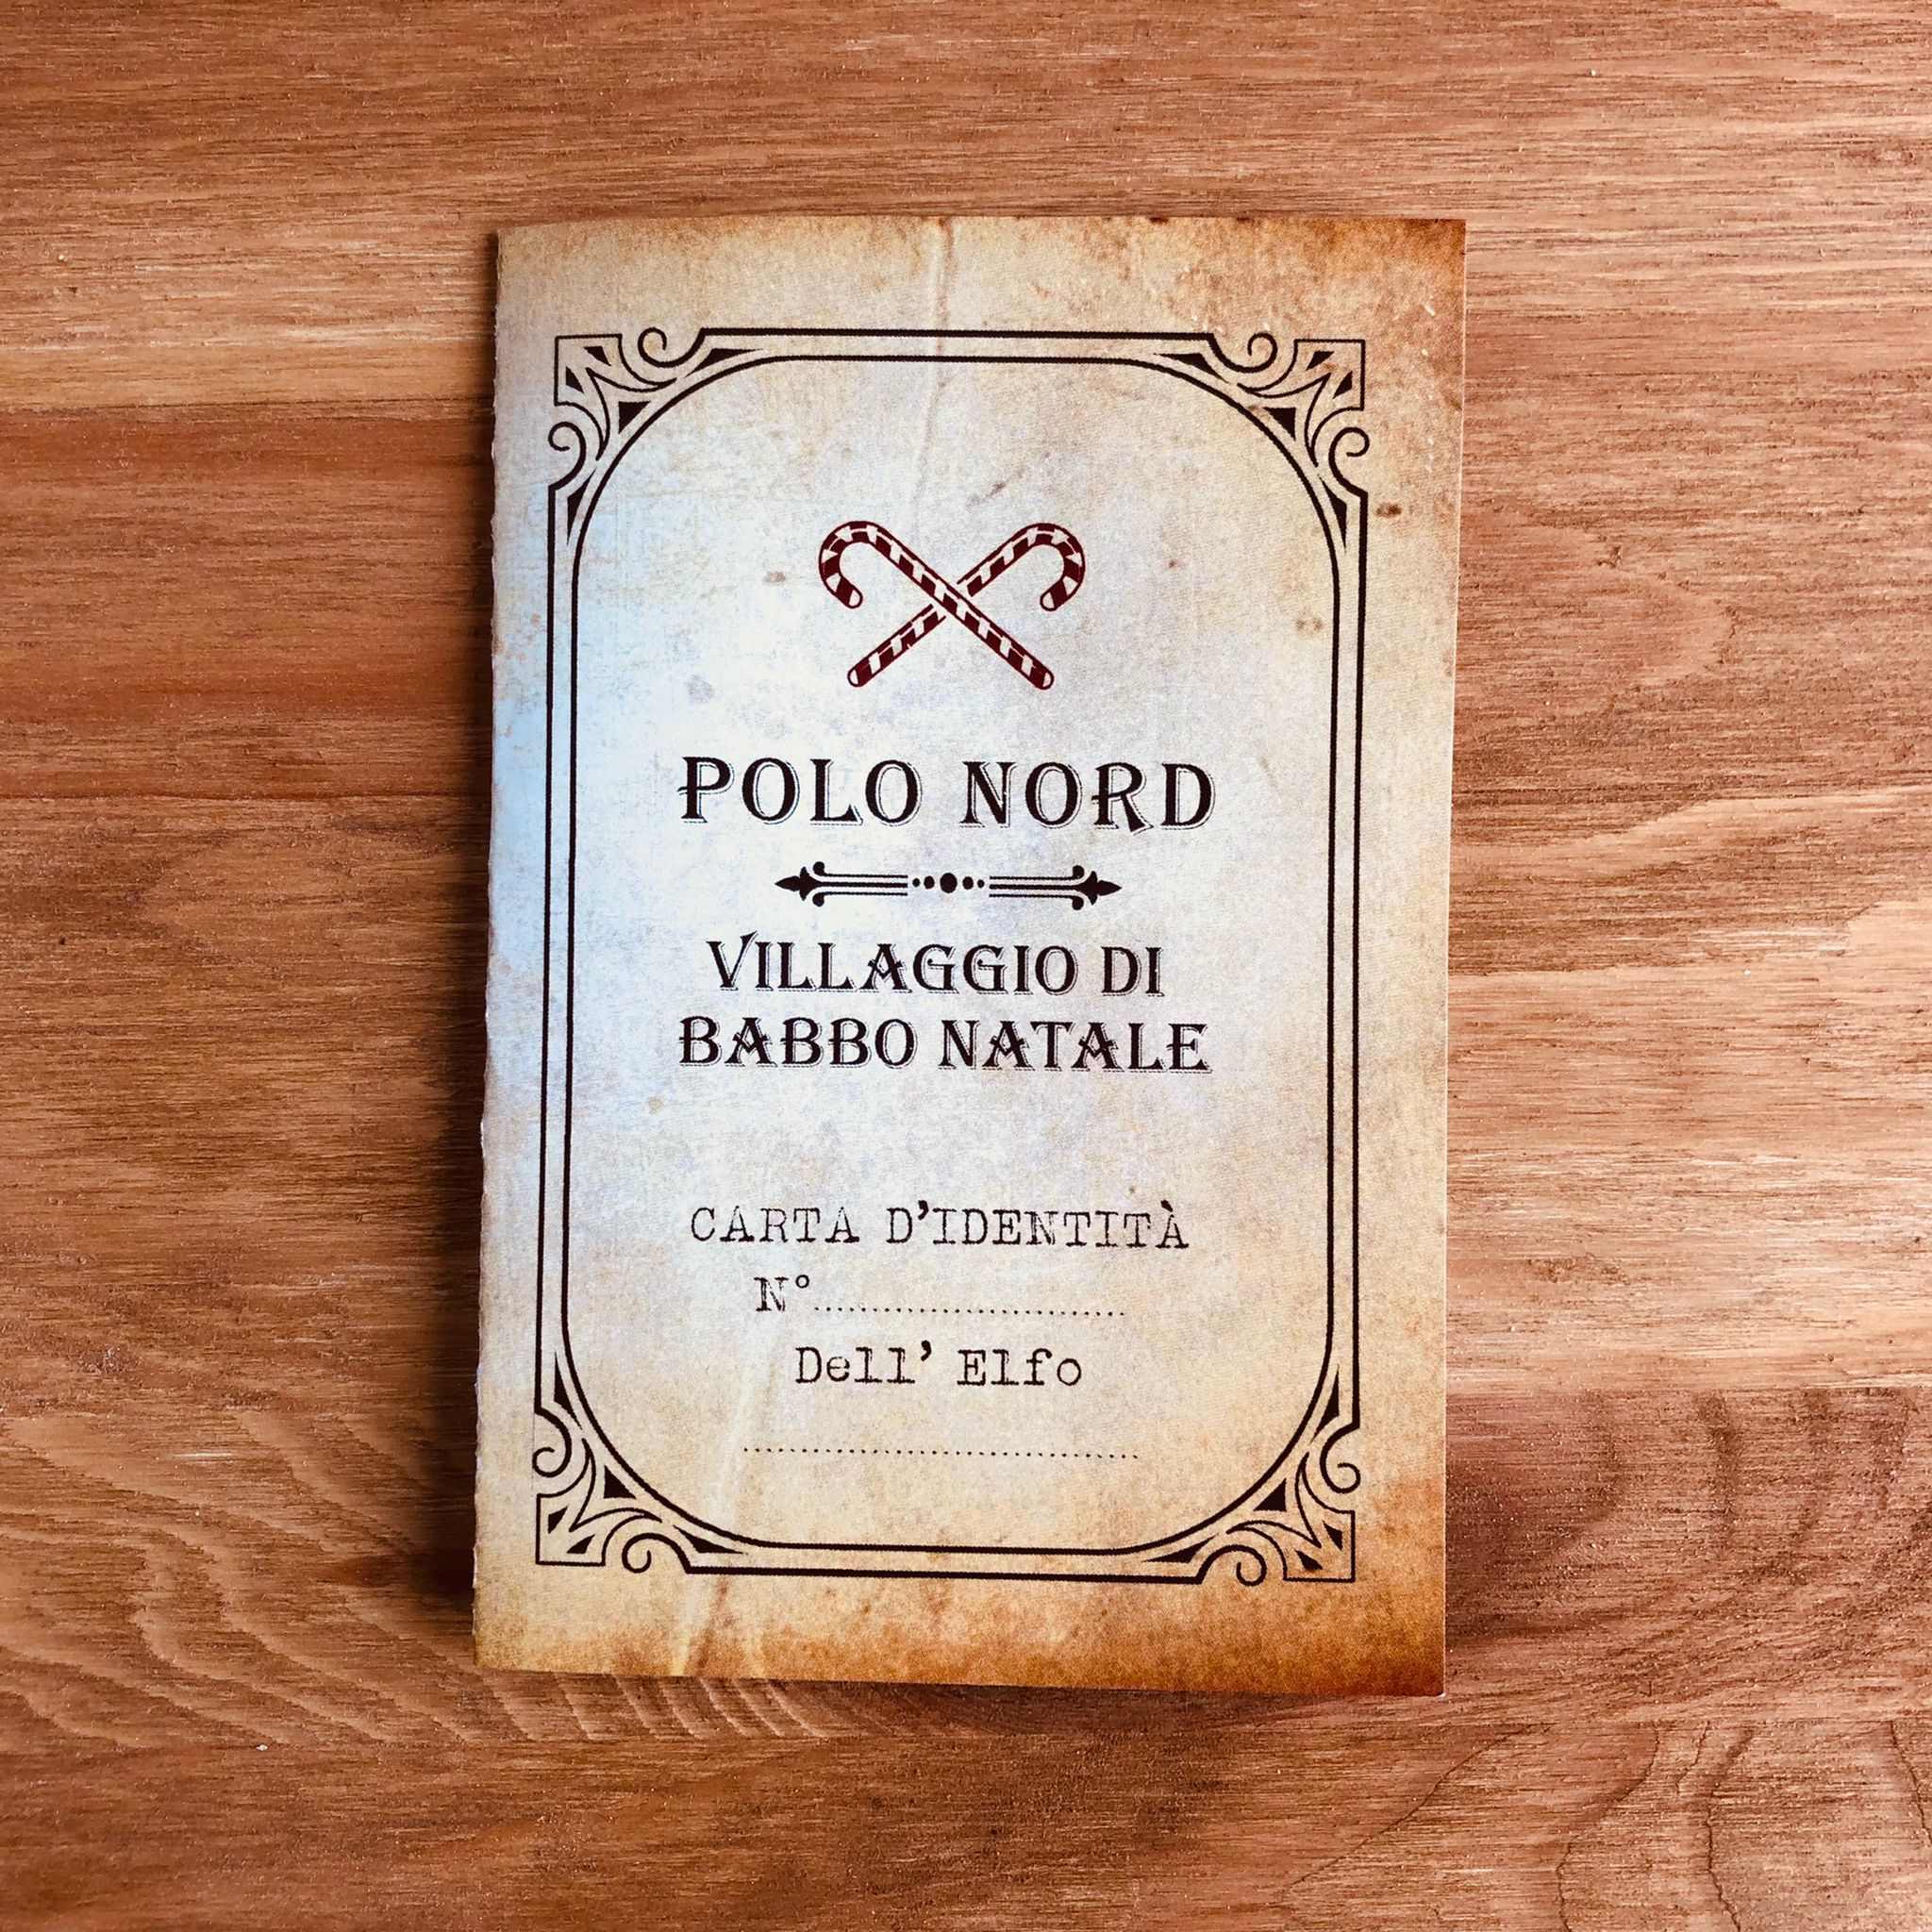 POLO NORD
VILLAGGIO DI
BABBO NATALE
CARTA D'IDENTITÀ
N°..............................
Dell' Elfo
......................................